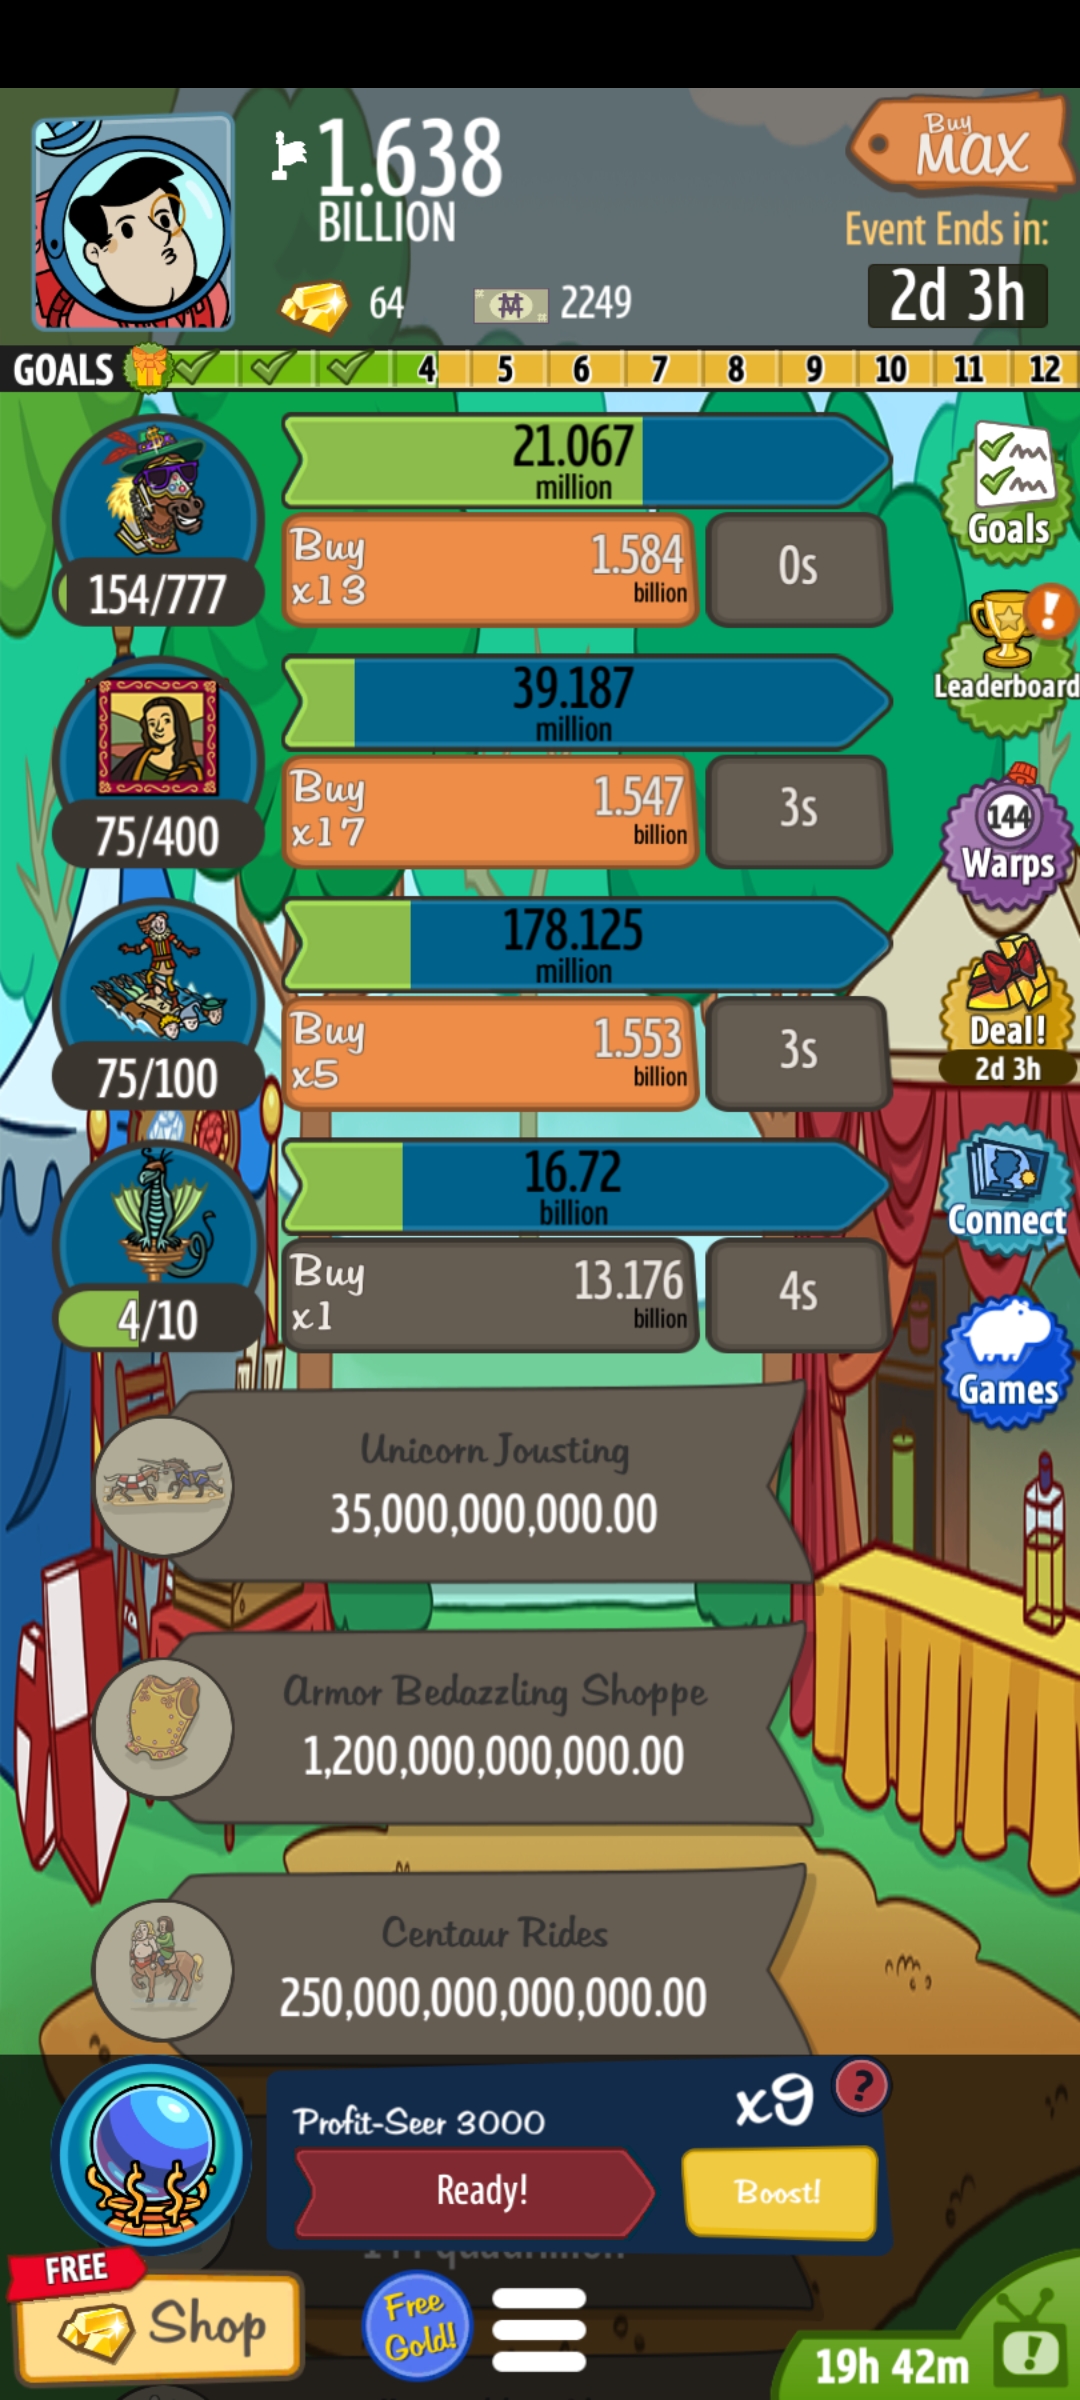 1.638
BILLION
Buy
MAX
Event Ends in:
2d 3h
64
2249
GOALS 4 5 6 7 8 9 10 11 12
21.067
million
154/777
Buy
x13
1.584
billion
0s
Goals
39.187
million
75/400
Buy
x17
1.547
billion
3s
Leaderboard
178.125
million
75/100
Buy
x5
1.553
billion
3s
144
Warps
Deal!
2d 3h
16.72
billion
4/10
Buy
x1
13.176
billion
4s
Connect
Games
Unicorn Jousting
35,000,000,000.00
Armor Bedazzling Shoppe
1,200,000,000,000.00
Centaur Rides
250,000,000,000,000.00
Profit-Seer 3000
x9
?
Ready!
Boost!
FREE
Shop
Free
Gold!
19h 42m